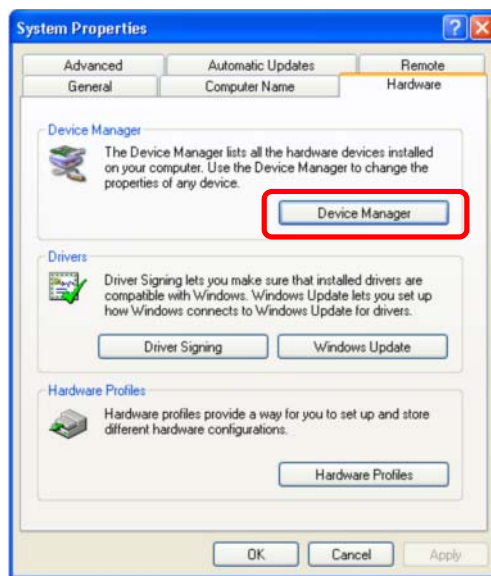 System Properties
Advanced Automatic Updates Remote
General Computer Name Hardware
Device Manager
The Device Manager lists all the hardware devices installed
on your computer. Use the Device Manager to change the
properties of any device.
Device Manager
Drivers
Driver Signing lets you make sure that installed drivers are
compatible with Windows. Windows Update lets you set up
how Windows connects to Windows Update for drivers.
Driver Signing Windows Update
Hardware Profiles
Hardware profiles provide a way for you to set up and store
different hardware configurations.
Hardware Profiles
OK Cancel Apply